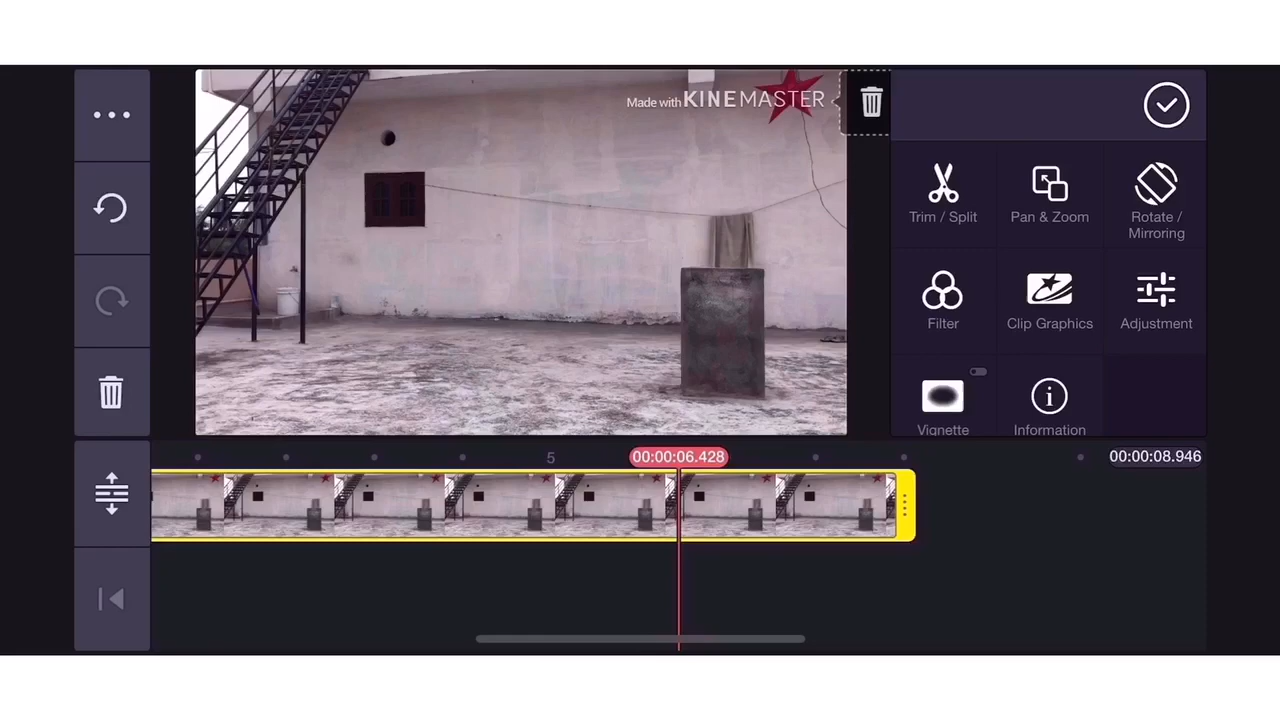 Made with KINEMASTER
Trim / Split
Pan & Zoom
Rotate /
Mirroring
Filter
Clip Graphics
Adjustment
Vignette
Information
5
00:00:06.428
00:00:08.946